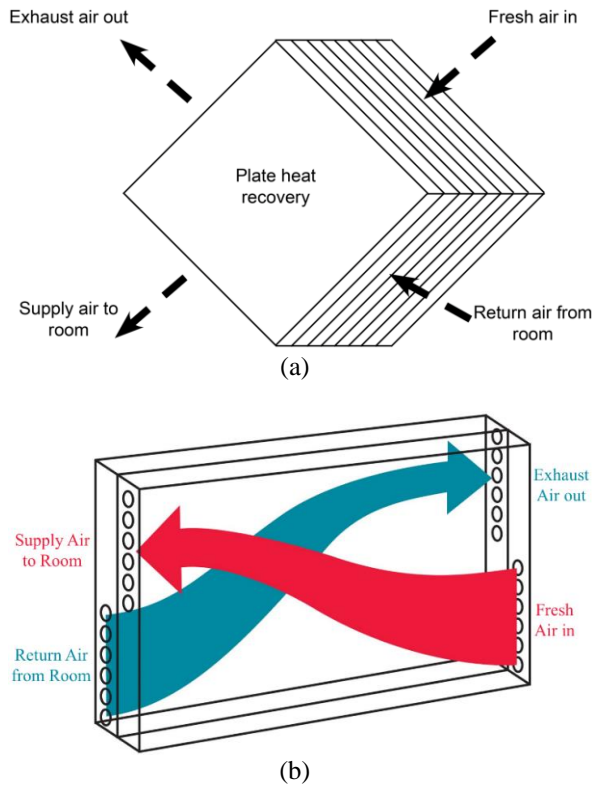 Exhaust air out
Fresh air in
Plate heat
recovery
Supply air to
room
Return air from
room
(a)
Exhaust
Air out
Supply Air
to Room
Fresh
Air in
Return Air
from Room
(b)